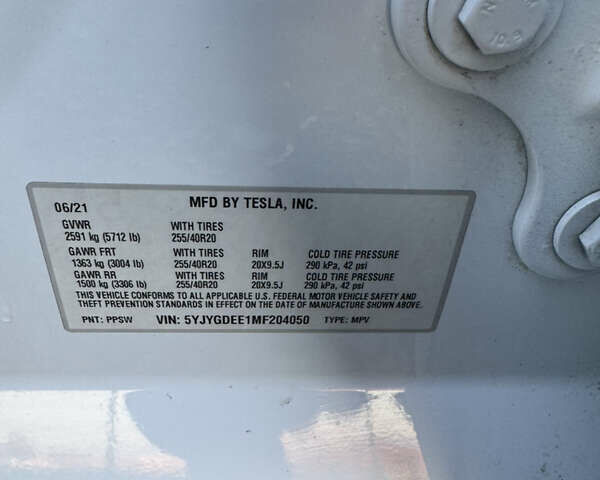 10.9
06/21 MFD BY TESLA, INC.
GVWR WITH TIRES
2591 kg (5712 lb) 255/40R20
GAWR FRT WITH TIRES RIM COLD TIRE PRESSURE
1363 kg (3004 lb) 255/40R20 20X9.5J 290 kPa, 42 psi
GAWR RR WITH TIRES RIM COLD TIRE PRESSURE
1500 kg (3306 lb) 255/40R20 20X9.5J 290 kPa, 42 psi
THIS VEHICLE CONFORMS TO ALL APPLICABLE U.S. FEDERAL MOTOR VEHICLE SAFETY AND
THEFT PREVENTION STANDARDS IN EFFECT ON THE DATE OF MANUFACTURE SHOWN ABOVE.
PNT: PPSW VIN: 5YJYGDEE1MF204050 TYPE: MPV